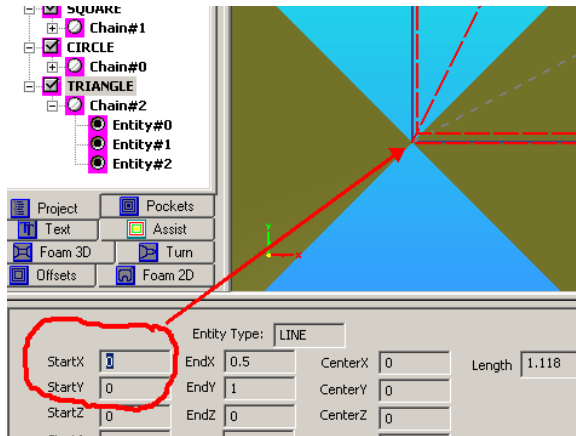 SQUARE
Chain#1
CIRCLE
Chain#0
TRIANGLE
Chain#2
Entity#0
Entity#1
Entity#2
Project Pockets
Text Assist
Foam 3D Turn
Offsets Foam 2D
Entity Type: LINE
StartX 0 EndX 0.5 CenterX 0 Length 1.118
StartY 0 EndY 1 CenterY 0
StartZ 0 EndZ 0 CenterZ 0